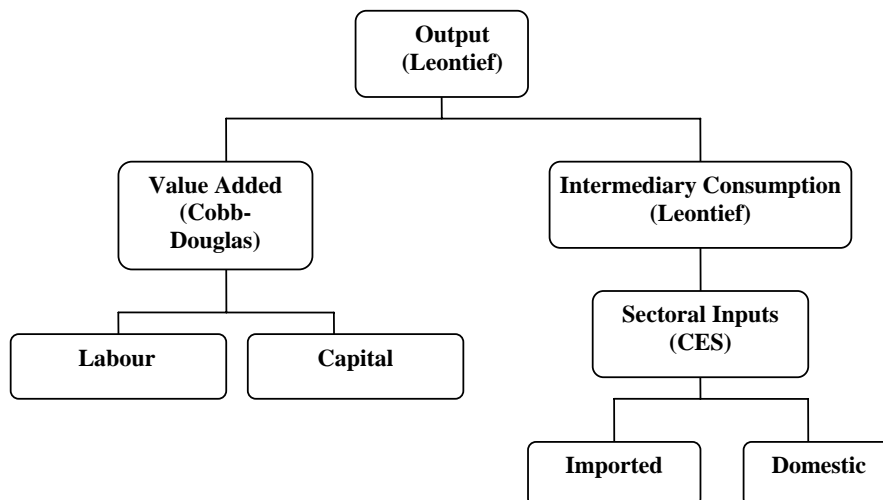 Output
(Leontief)
Value Added
(Cobb-
Douglas)
Intermediary Consumption
(Leontief)
Sectoral Inputs
(CES)
Labour
Capital
Imported
Domestic